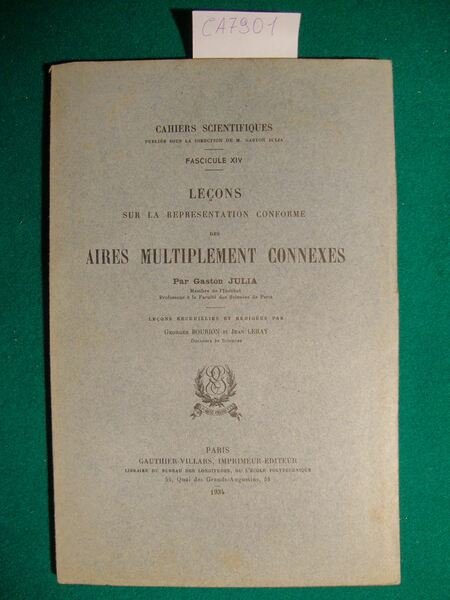 CA7901
CAHIERS SCIENTIFIQUES
PUBLIÉS SOUS LA DIRECTION DE M. GASTON JULIA
FASCICULE XIV
LEÇONS
SUR LA REPRÉSENTATION CONFORME
DES
AIRES MULTIPLEMENT CONNEXES
Par Gaston JULIA
Membre de l'Institut
Professeur à la Faculté des Sciences de Paris
LEÇONS RECUEILLIES ET RÉDIGÉES PAR
GEORGES BOURION ET JEAN LERAY
Docteurs ès Sciences
PARIS
GAUTHIER-VILLARS, IMPRIMEUR-ÉDITEUR
LIBRAIRE DU BUREAU DES LONGITUDES, DE L'ÉCOLE POLYTECHNIQUE
55, Quai des Grands-Augustins, 55
1934